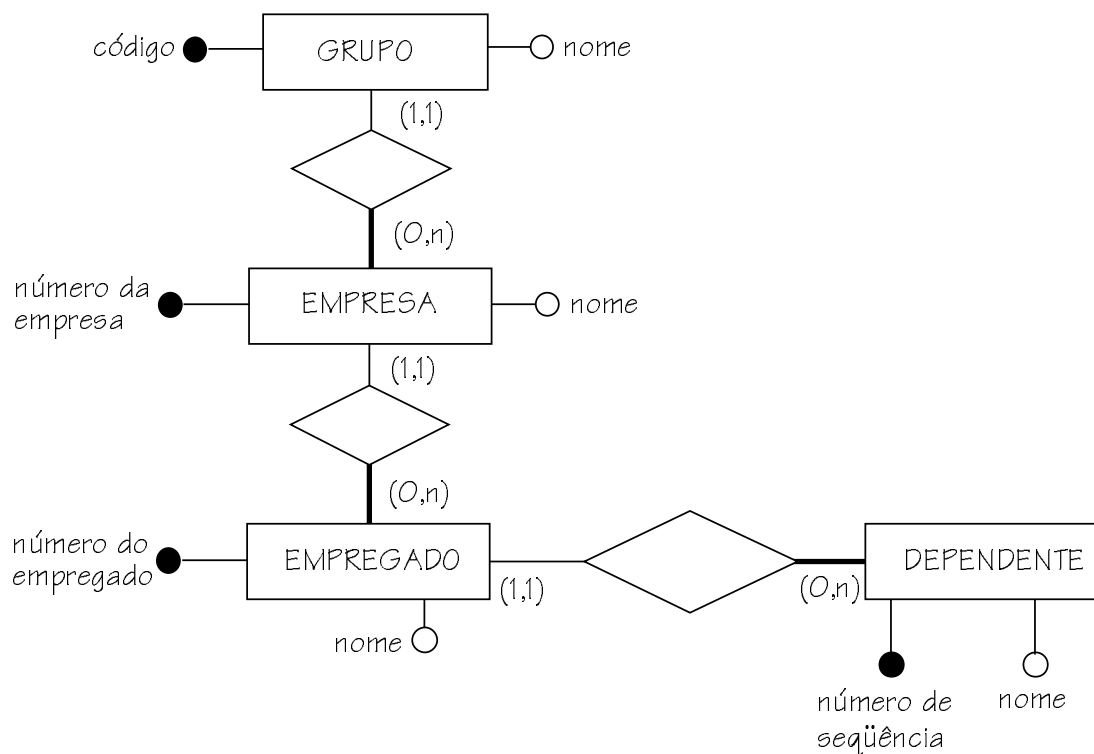 código
GRUPO
nome
(1,1)
(0,n)
número da
empresa
EMPRESA
nome
(1,1)
(0,n)
número do
empregado
EMPREGADO
(1,1)
(0,n)
DEPENDENTE
nome
número de
seqüência
nome